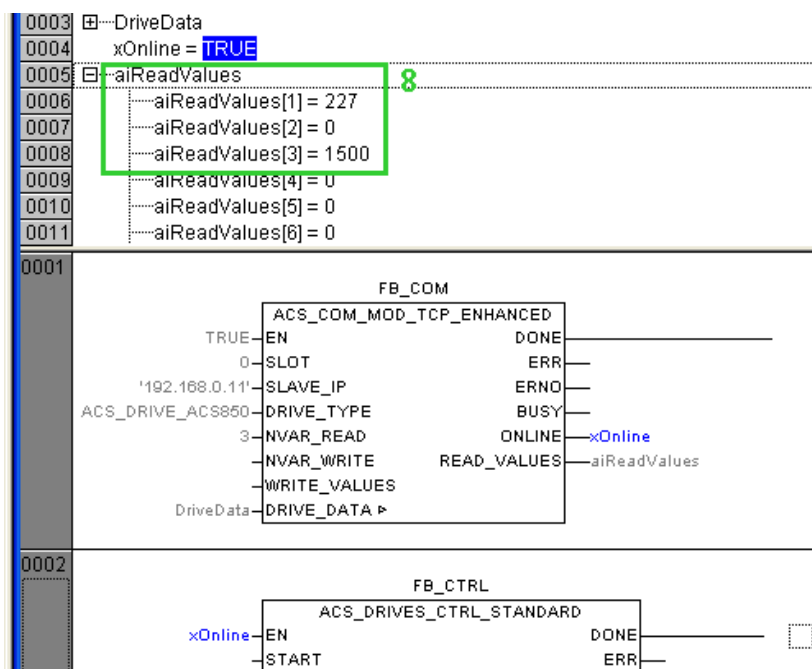 0003 DriveData
0004 xOnline = TRUE
0005 aiReadValues 8
0006 aiReadValues[1] = 227
0007 aiReadValues[2] = 0
0008 aiReadValues[3] = 1500
0009 aiReadValues[4] = 0
0010 aiReadValues[5] = 0
0011 aiReadValues[6] = 0
0001
FB_COM
ACS_COM_MOD_TCP_ENHANCED
TRUE EN DONE
0 SLOT ERR
'192.168.0.11' SLAVE_IP ERNO
ACS_DRIVE_ACS850 DRIVE_TYPE BUSY
3 NVAR_READ ONLINE xOnline
NVAR_WRITE READ_VALUES aiReadValues
WRITE_VALUES
DriveData DRIVE_DATA
0002
FB_CTRL
ACS_DRIVES_CTRL_STANDARD
xOnline EN DONE
START ERR